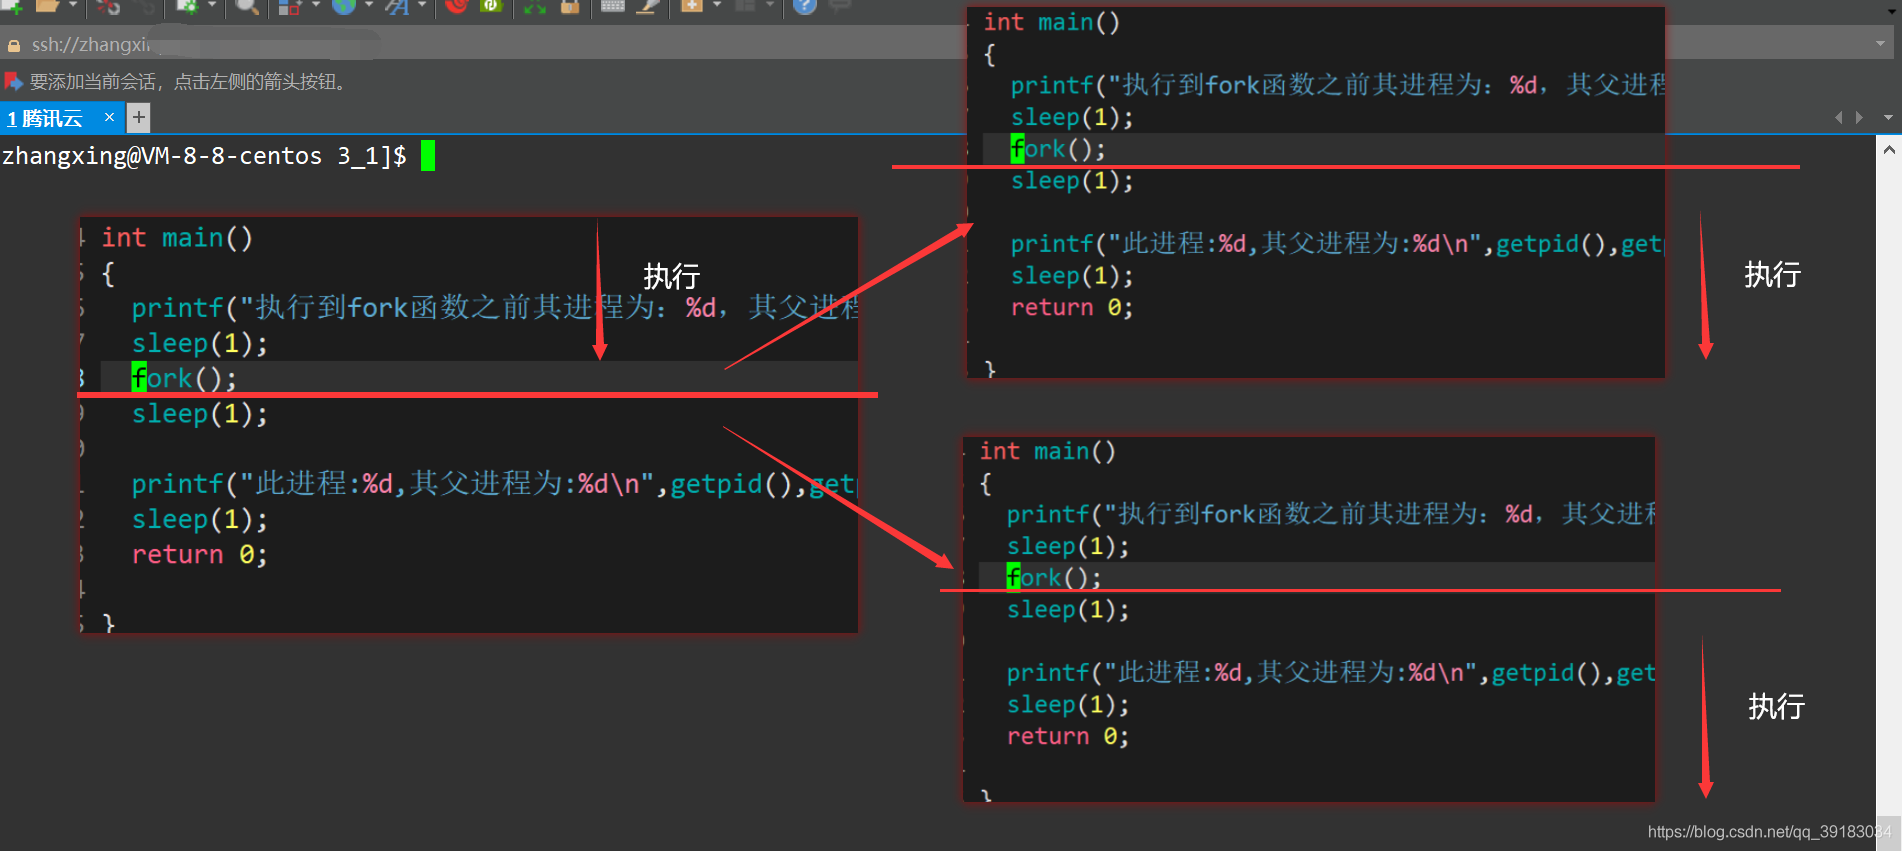 ssh://zhangxi
要添加当前会话，点击左侧的箭头按钮。
1 腾讯云 × +
zhangxing@VM-8-8-centos 3_1]$
int main()
{
printf("执行到fork函数之前其进程为: %d, 其父进程
sleep(1);
fork();
sleep(1);
printf("此进程:%d,其父进程为:%d\n",getpid(),getp
sleep(1);
return 0;
}
执行
int main()
{
printf("执行到fork函数之前其进程为: %d, 其父进程
sleep(1);
fork();
sleep(1);
printf("此进程:%d,其父进程为:%d\n",getpid(),get
sleep(1);
return 0;
}
执行
int main()
{
printf("执行到fork函数之前其进程为: %d, 其父进
sleep(1);
fork();
sleep(1);
printf("此进程:%d,其父进程为:%d\n",getpid(),get
sleep(1);
return 0;
}
执行
https://blog.csdn.net/qq_39183034